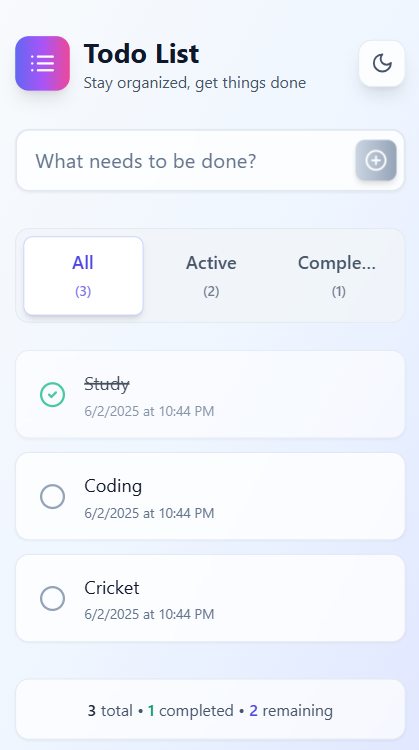 Todo List
Stay organized, get things done
What needs to be done?
All
(3)
Active
(2)
Comple...
(1)
Study
6/2/2025 at 10:44 PM
Coding
6/2/2025 at 10:44 PM
Cricket
6/2/2025 at 10:44 PM
3 total • 1 completed • 2 remaining